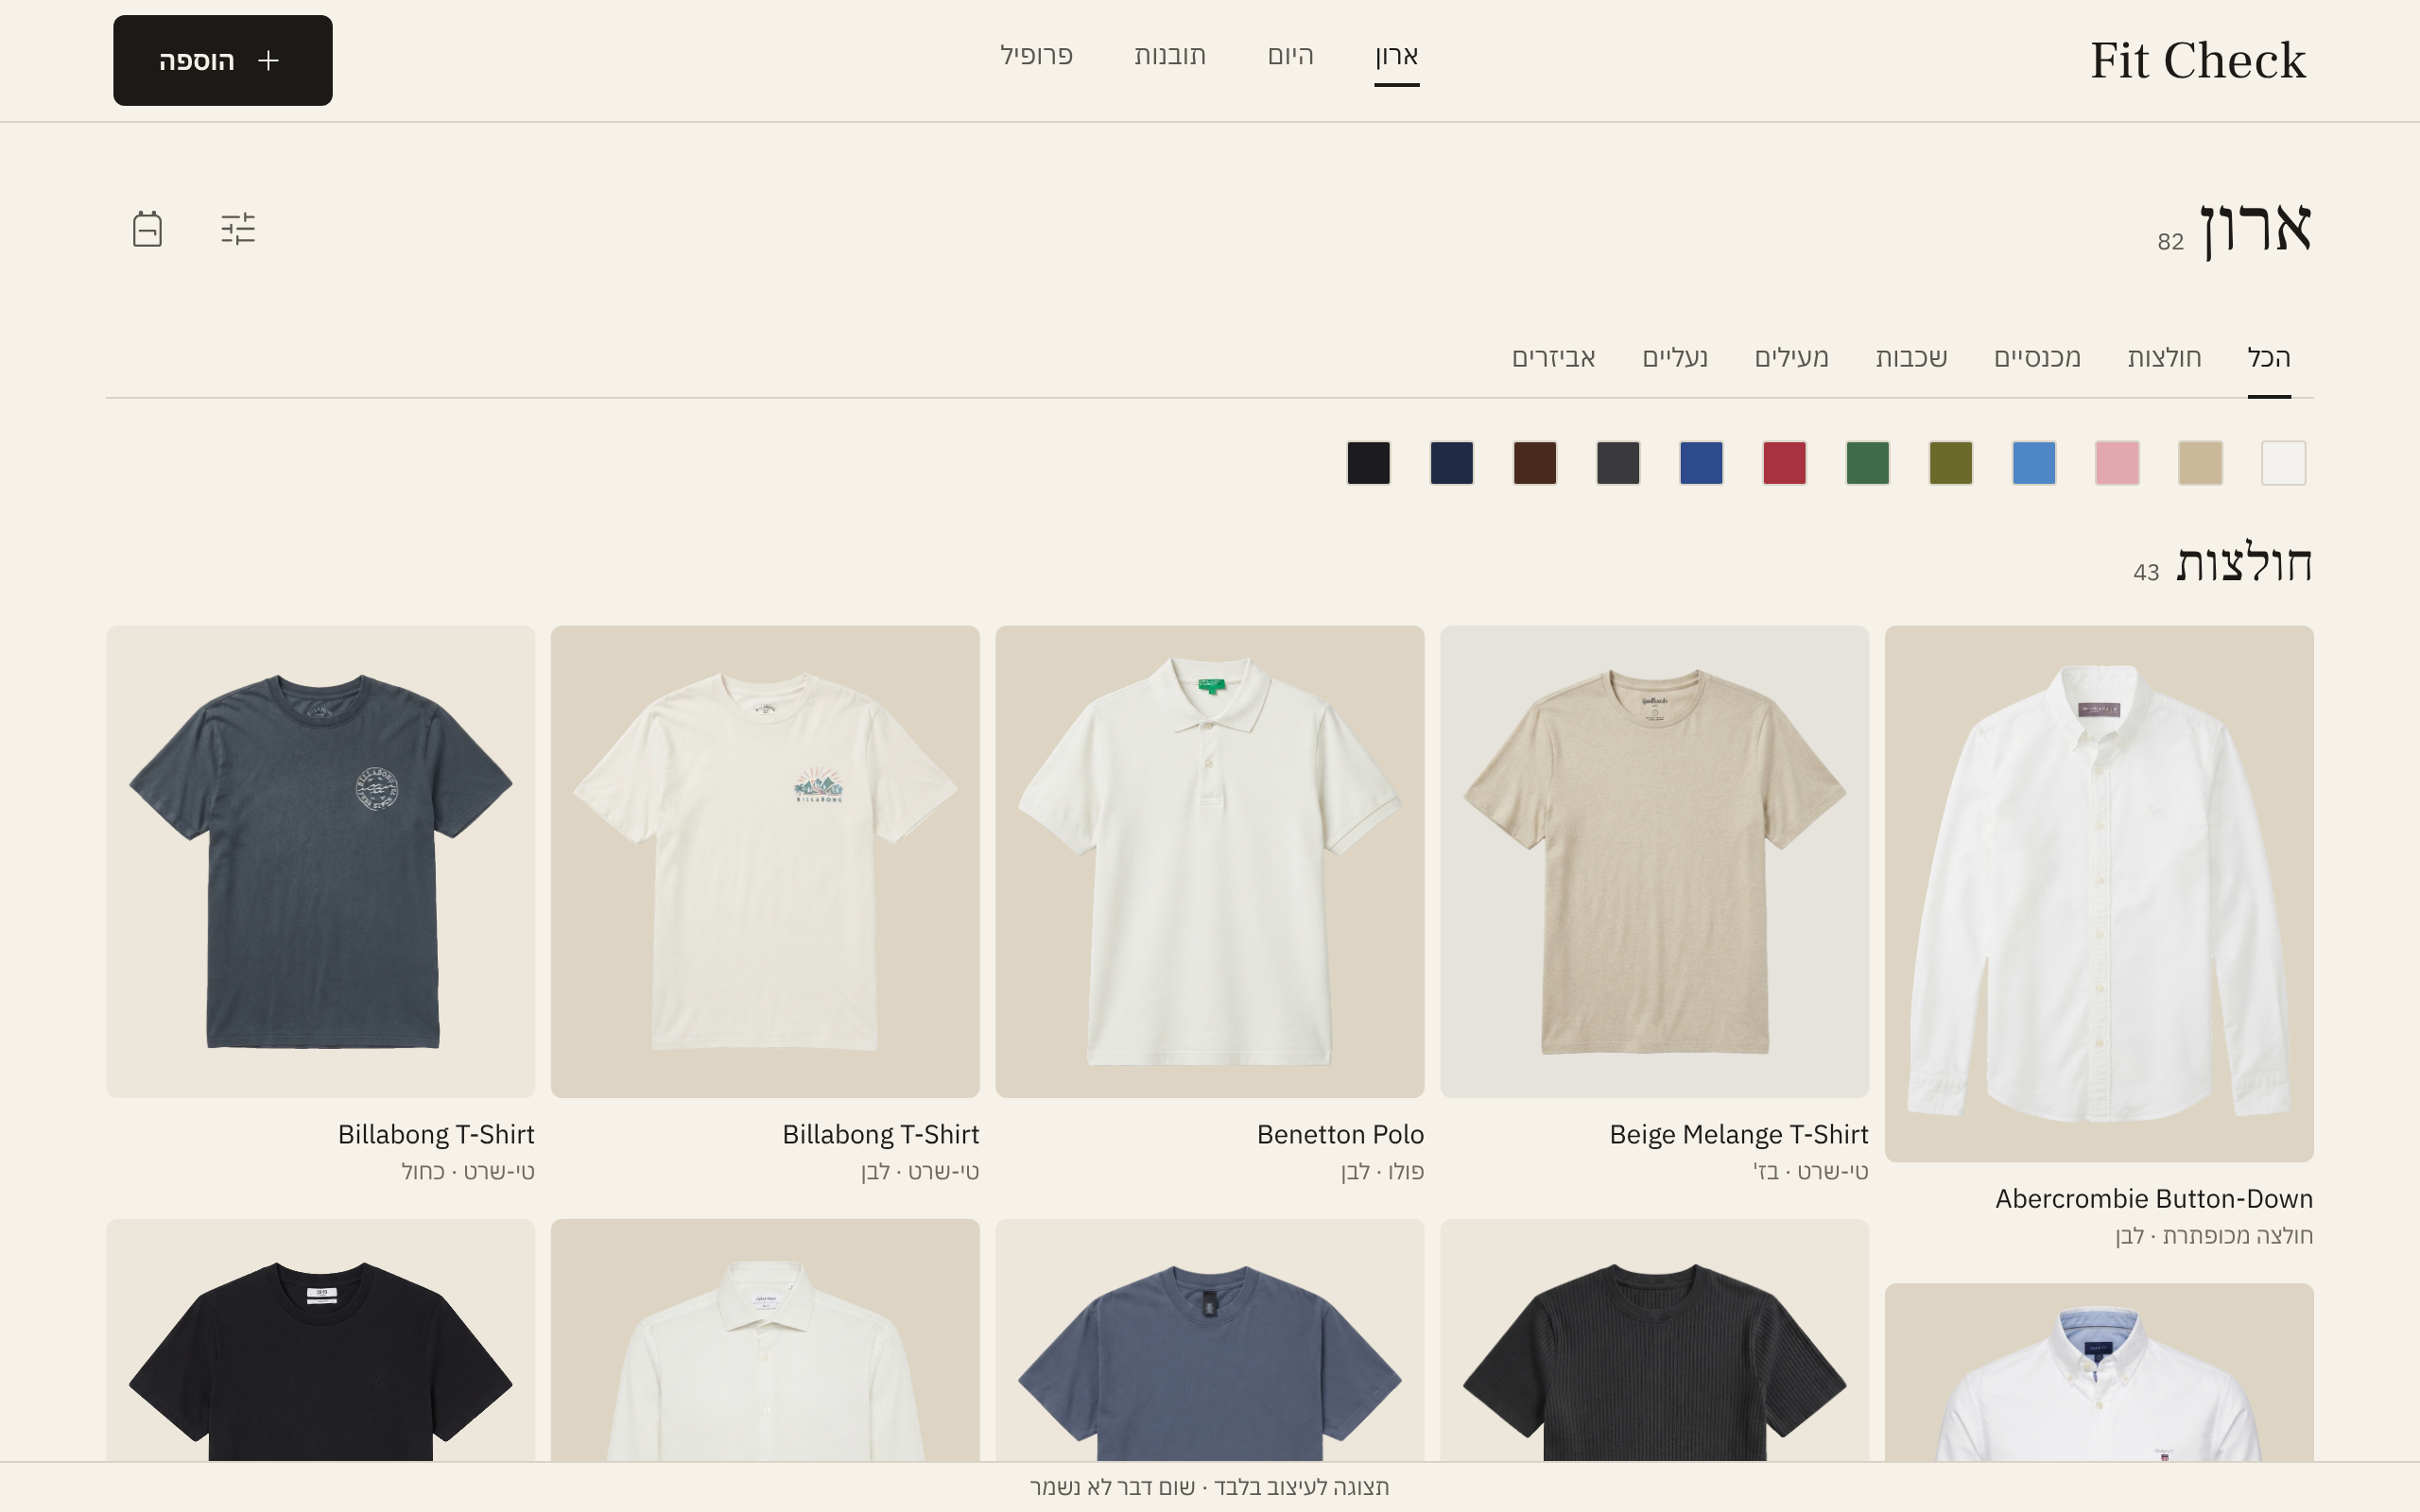 Fit Check
ארון היום תובנות פרופיל
הוספה
ארון 82
הכל חולצות מכנסיים שכבות מעילים נעליים אביזרים
חולצות 43
BILLABONG
Abercrombie Button-Down
חולצה מכופתרת · לבן
Beige Melange T-Shirt
טי-שרט · בז'
Benetton Polo
פולו · לבן
Billabong T-Shirt
טי-שרט · לבן
Billabong T-Shirt
טי-שרט · כחול
תצוגה לעיצוב בלבד · שום דבר לא נשמר